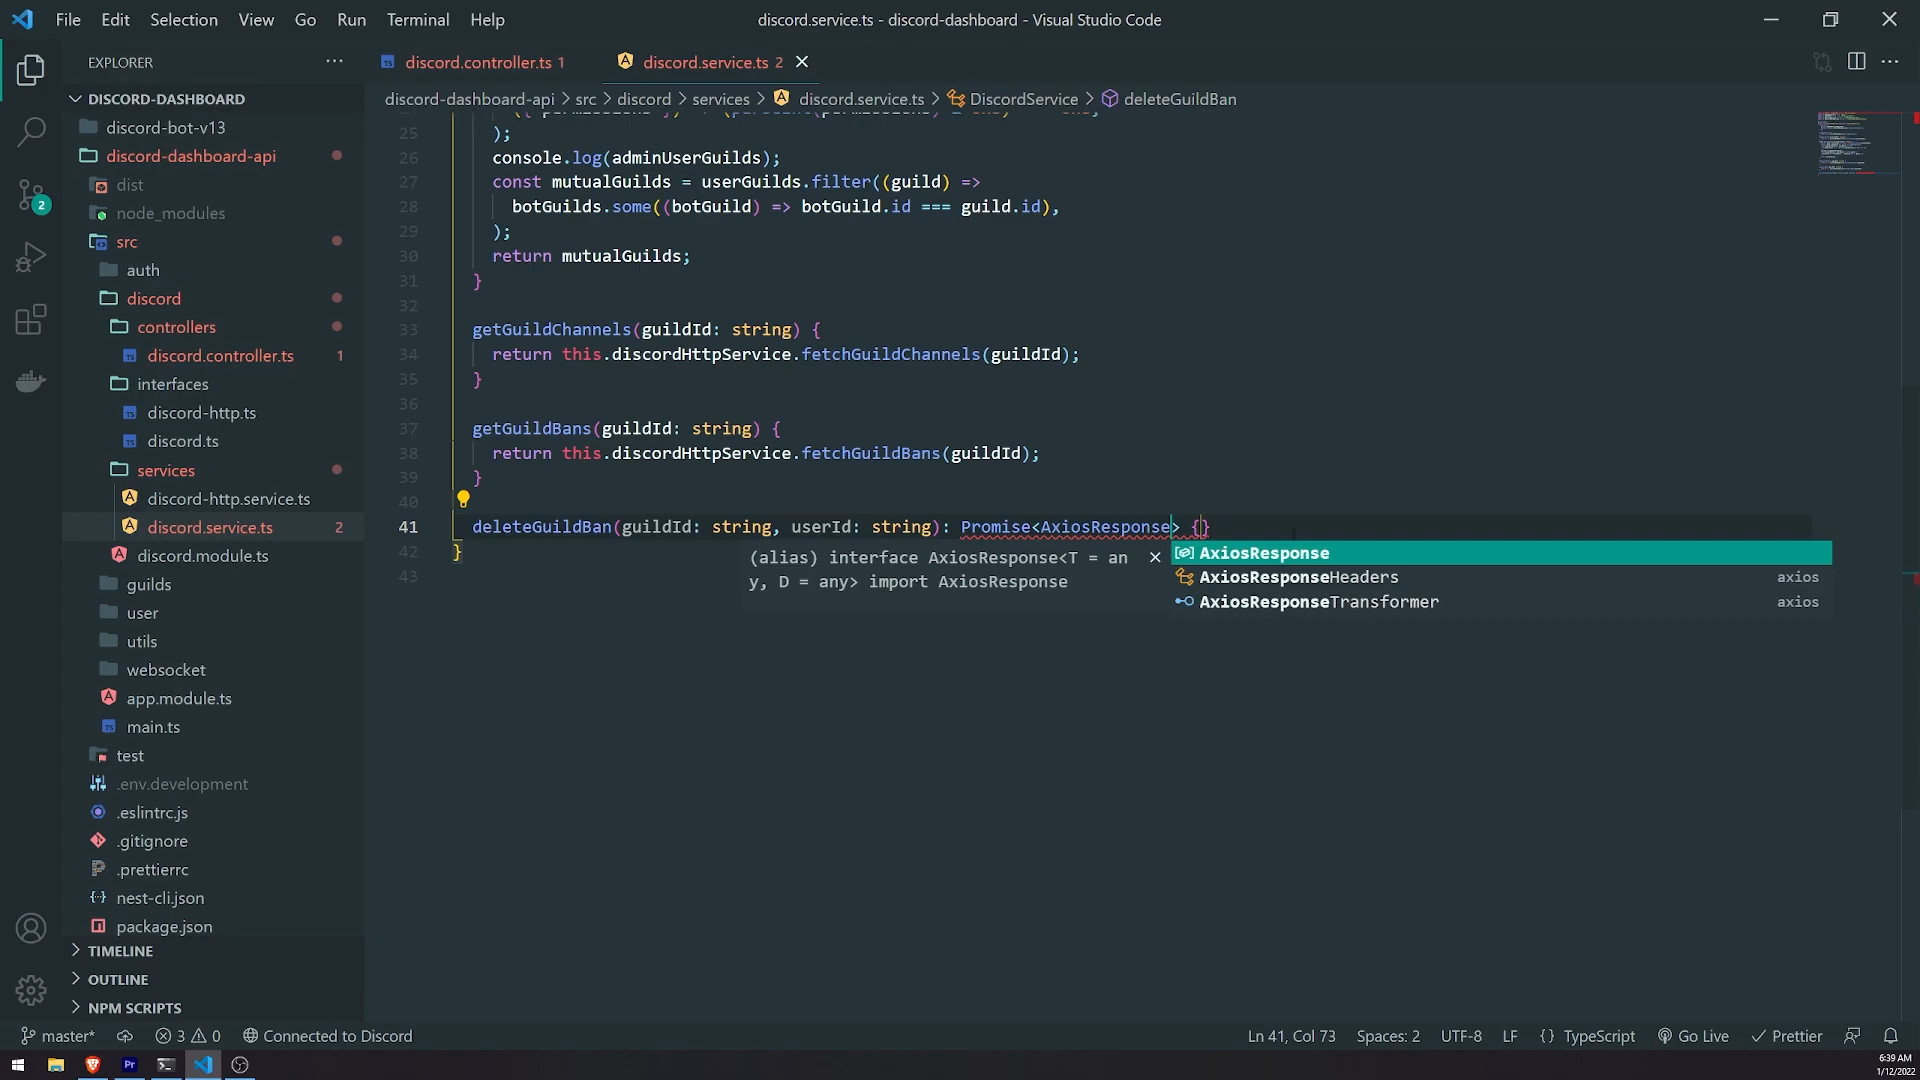 File Edit Selection View Go Run Terminal Help
discord.service.ts - discord-dashboard - Visual Studio Code
EXPLORER
discord.controller.ts 1
discord.service.ts 2
discord-dashboard-api > src > discord > services > discord.service.ts > DiscordService > deleteGuildBan
DISCORD-DASHBOARD
discord-bot-v13
discord-dashboard-api
dist
node_modules
src
auth
discord
controllers
discord.controller.ts 1
interfaces
discord-http.ts
discord.ts
services
discord-http.service.ts
discord.service.ts 2
discord.module.ts
guilds
user
utils
websocket
app.module.ts
main.ts
test
.env.development
.eslintrc.js
.gitignore
.prettierrc
nest-cli.json
package.json
TIMELINE
OUTLINE
NPM SCRIPTS
2
25 );
26 console.log(adminUserGuilds);
27 const mutualGuilds = userGuilds.filter((guild) =>
28 botGuilds.some((botGuild) => botGuild.id === guild.id),
29 );
30 return mutualGuilds;
31 }
32
33 getGuildChannels(guildId: string) {
34 return this.discordHttpService.fetchGuildChannels(guildId);
35 }
36
37 getGuildBans(guildId: string) {
38 return this.discordHttpService.fetchGuildBans(guildId);
39 }
40
41 deleteGuildBan(guildId: string, userId: string): Promise<AxiosResponse> {}
42 }
43
(alias) interface AxiosResponse<T = an
y, D = any> import AxiosResponse
AxiosResponse
AxiosResponseHeaders axios
AxiosResponseTransformer axios
master* 3 0 Connected to Discord
Ln 41, Col 73 Spaces: 2 UTF-8 LF {} TypeScript Go Live Prettier
6:39 AM
1/12/2022